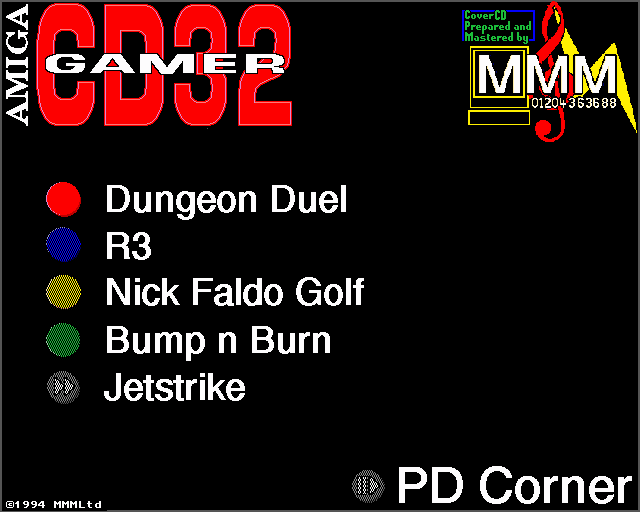 AMIGA
CD32
GAMER
CoverCD
Prepared and
Mastered by
MMM
01204363688
Dungeon Duel
R3
Nick Faldo Golf
Bump n Burn
Jetstrike
PD Corner
©1994 MMMLtd